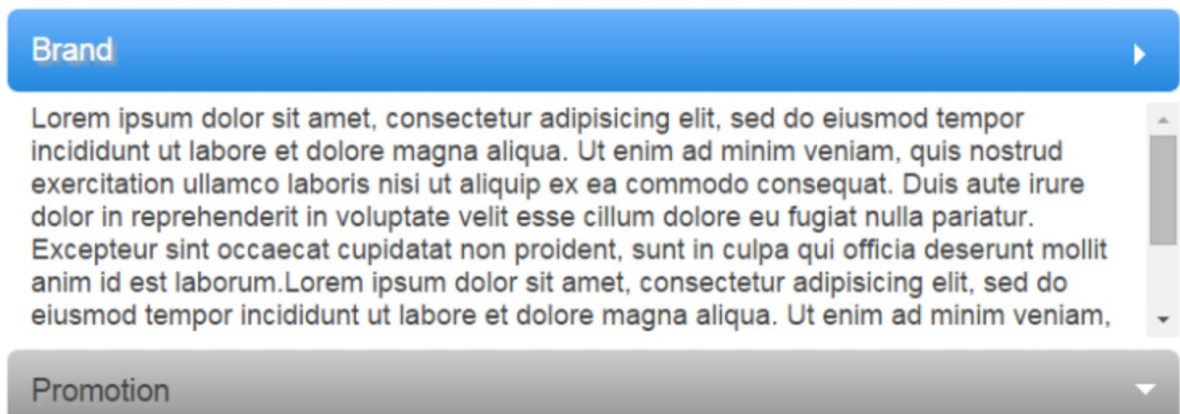 Brand
Lorem ipsum dolor sit amet, consectetur adipisicing elit, sed do eiusmod tempor
incididunt ut labore et dolore magna aliqua. Ut enim ad minim veniam, quis nostrud
exercitation ullamco laboris nisi ut aliquip ex ea commodo consequat. Duis aute irure
dolor in reprehenderit in voluptate velit esse cillum dolore eu fugiat nulla pariatur.
Excepteur sint occaecat cupidatat non proident, sunt in culpa qui officia deserunt mollit
anim id est laborum.Lorem ipsum dolor sit amet, consectetur adipisicing elit, sed do
eiusmod tempor incididunt ut labore et dolore magna aliqua. Ut enim ad minim veniam,
Promotion